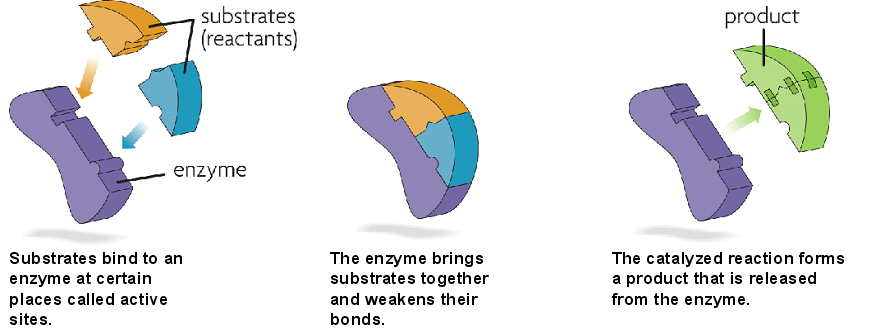 substrates
(reactants)
enzyme
Substrates bind to an
enzyme at certain
places called active
sites.
The enzyme brings
substrates together
and weakens their
bonds.
product
The catalyzed reaction forms
a product that is released
from the enzyme.